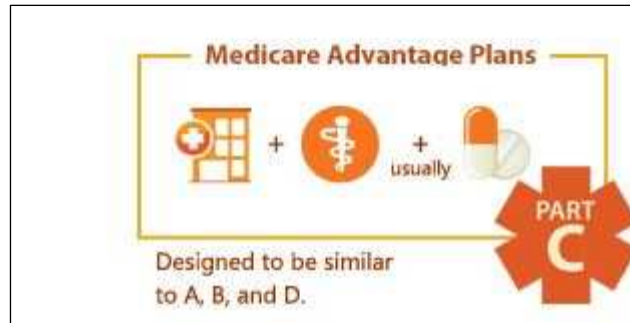 Medicare Advantage Plans
+
+
usually
PART
C
Designed to be similar
to A, B, and D.